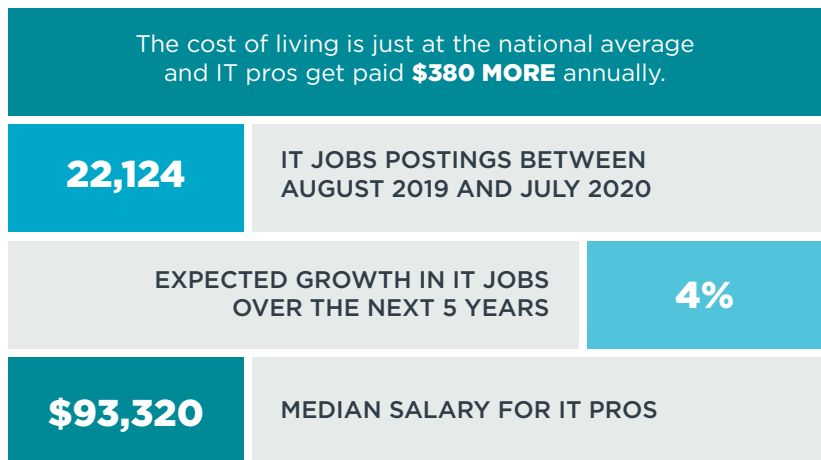 The cost of living is just at the national average
and IT pros get paid $380 MORE annually.
22,124
IT JOBS POSTINGS BETWEEN
AUGUST 2019 AND JULY 2020
EXPECTED GROWTH IN IT JOBS
OVER THE NEXT 5 YEARS
4%
$93,320
MEDIAN SALARY FOR IT PROS